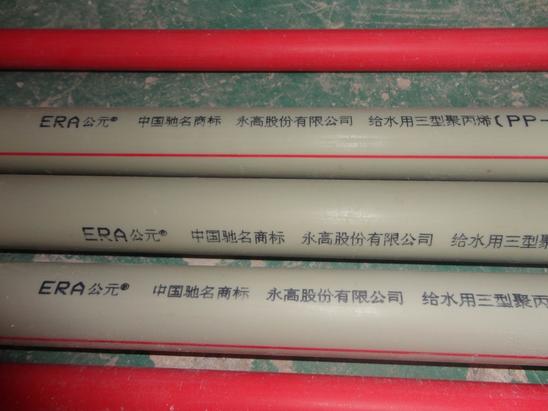 ERA公元® 中国驰名商标 永高股份有限公司 给水用三型聚丙烯(PP-
ERA公元® 中国驰名商标 永高股份有限公司 给水用三型聚
ERA公元® 中国驰名商标 永高股份有限公司 给水用三型聚丙